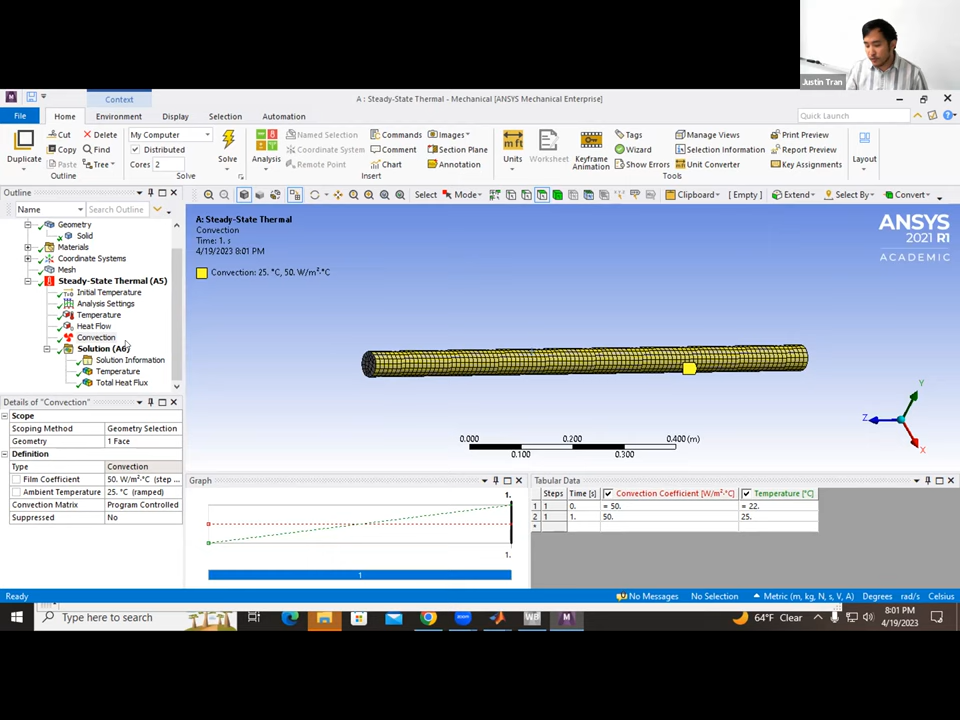 Justin Tran
Context
A : Steady-State Thermal - Mechanical [ANSYS Mechanical Enterprise]
File Home Environment Display Selection Automation
Quick Launch
Duplicate
Cut
Copy
Paste
Delete
Find
Tree
Outline
My Computer
Distributed
Cores 2
Solve
Solve
Analysis
Named Selection
Coordinate System
Remote Point
Commands
Comment
Chart
Images
Section Plane
Annotation
Insert
Units
Worksheet
Keyframe
Animation
Tags
Wizard
Show Errors
Manage Views
Selection Information
Unit Converter
Print Preview
Report Preview
Key Assignments
Tools
Layout
Outline
Name Search Outline
Select Mode Clipboard [ Empty ] Extend Select By Convert
Geometry
Solid
Materials
Coordinate Systems
Mesh
Steady-State Thermal (A5)
Initial Temperature
Analysis Settings
Temperature
Heat Flow
Convection
Solution (A6)
Solution Information
Temperature
Total Heat Flux
A: Steady-State Thermal
Convection
Time: 1. s
4/19/2023 8:01 PM
Convection: 25. °C, 50. W/m²·°C
ANSYS
2021 R1
ACADEMIC
0.000 0.200 0.400 (m)
0.100 0.300
Y
Z
X
Details of "Convection"
Scope
Scoping Method Geometry Selection
Geometry 1 Face
Definition
Type Convection
Film Coefficient 50. W/m²·°C (step ...
Ambient Temperature 25. °C (ramped)
Convection Matrix Program Controlled
Suppressed No
Graph
1.
1.
1
Tabular Data
Steps Time [s] Convection Coefficient [W/m²·°C] Temperature [°C]
1 1 0. = 50. = 22.
2 1 1. 50. 25.
*
Ready
No Messages No Selection Metric (m, kg, N, s, V, A) Degrees rad/s Celsius
Type here to search
WB
M
64°F Clear
8:01 PM
4/19/2023